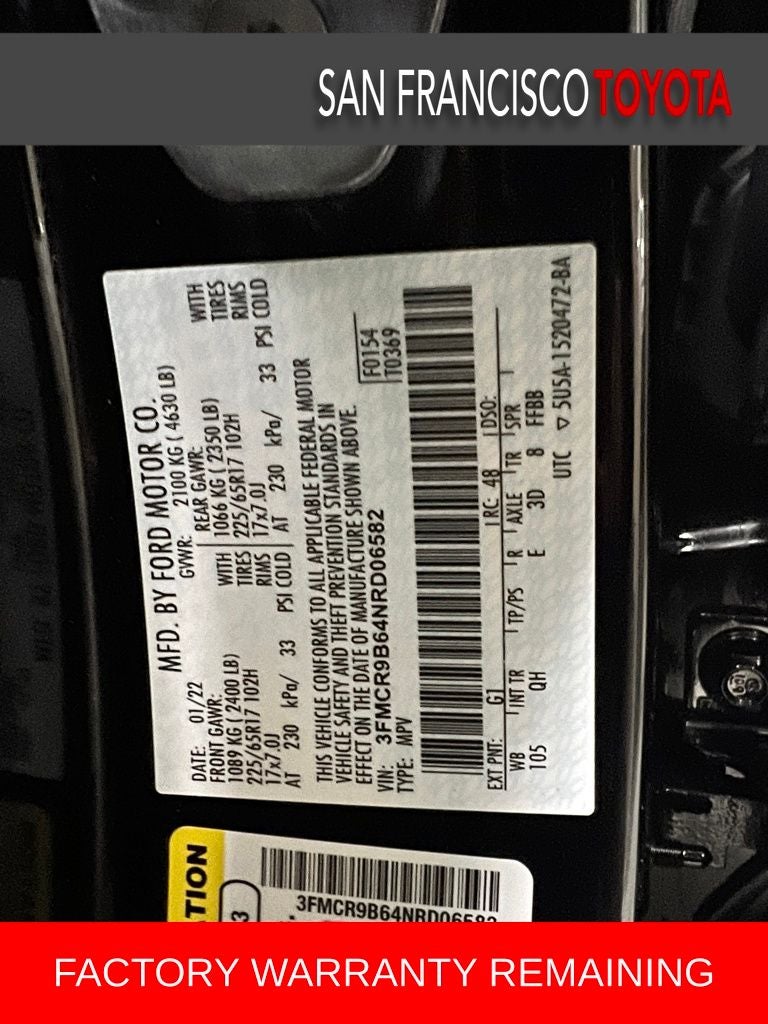 SAN FRANCISCO TOYOTA
MFD. BY FORD MOTOR CO.
DATE: 01/22 GVWR: 2100 KG ( 4630 LB)
FRONT GAWR: REAR GAWR:
1089 KG ( 2400 LB) WITH 1066 KG ( 2350 LB) WITH
225/65R17 102H TIRES 225/65R17 102H TIRES
17x7.0J RIMS 17x7.0J RIMS
AT 230 kPa/ 33 PSI COLD AT 230 kPa/ 33 PSI COLD
THIS VEHICLE CONFORMS TO ALL APPLICABLE FEDERAL MOTOR
VEHICLE SAFETY AND THEFT PREVENTION STANDARDS IN
EFFECT ON THE DATE OF MANUFACTURE SHOWN ABOVE.
VIN: 3FMCR9B64NRD06582
TYPE: MPV
F0154
T0369
EXT PNT: G1 RC: 48 DSO:
WB INT TR TP/PS R AXLE TR SPR
105 QH E 3D 8 FFBB
UTC ▽ 5U5A-1520472-BA
TION
3
3FMCR9B64NRD06582
FACTORY WARRANTY REMAINING